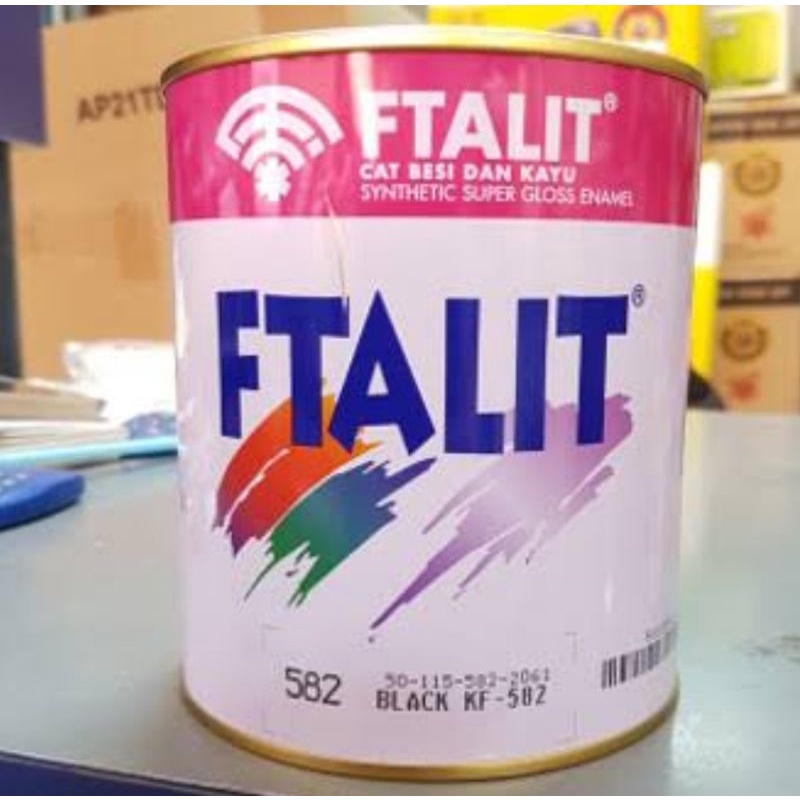 FTALIT®
CAT BESI DAN KAYU
SYNTHETIC SUPER GLOSS ENAMEL
FTALIT®
582
50-115-582-2061
BLACK KF-582